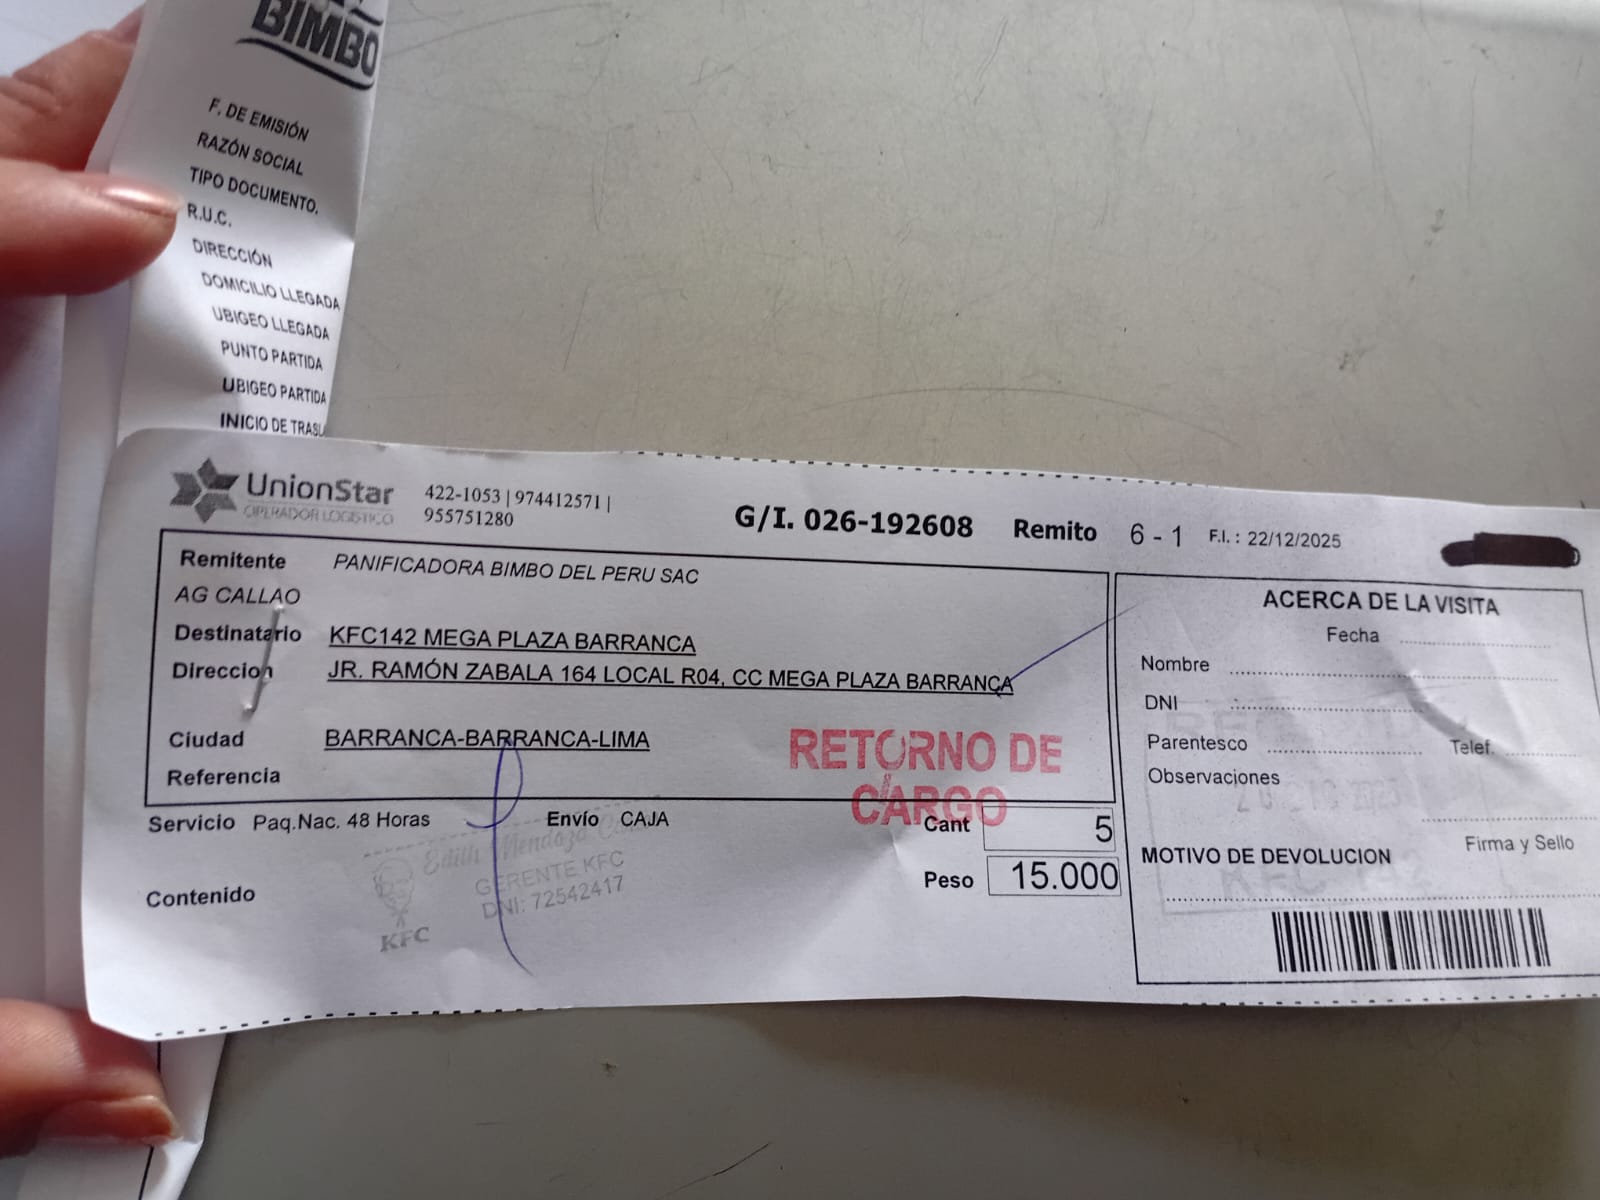 BIMBO
F. DE EMISIÓN
RAZÓN SOCIAL
TIPO DOCUMENTO.
R.U.C.
DIRECCIÓN
DOMICILIO LLEGADA
UBIGEO LLEGADA
PUNTO PARTIDA
UBIGEO PARTIDA
INICIO DE TRASL
UnionStar
OPERADOR LOGISTICO
422-1053 | 974412571 |
955751280
G/I. 026-192608 Remito 6 - 1 F.I. : 22/12/2025
Remitente PANIFICADORA BIMBO DEL PERU SAC
AG CALLAO
Destinatario KFC142 MEGA PLAZA BARRANCA
Direccion JR. RAMÓN ZABALA 164 LOCAL R04, CC MEGA PLAZA BARRANCA
Ciudad BARRANCA-BARRANCA-LIMA
Referencia
RETORNO DE
CARGO
Servicio Paq.Nac. 48 Horas Envío CAJA Cant 5
Peso 15.000
Contenido
Edith Mendoza
GERENTE KFC
DNI: 72542417
KFC
ACERCA DE LA VISITA
Fecha
Nombre
DNI
Parentesco Telef.
Observaciones
Firma y Sello
MOTIVO DE DEVOLUCION